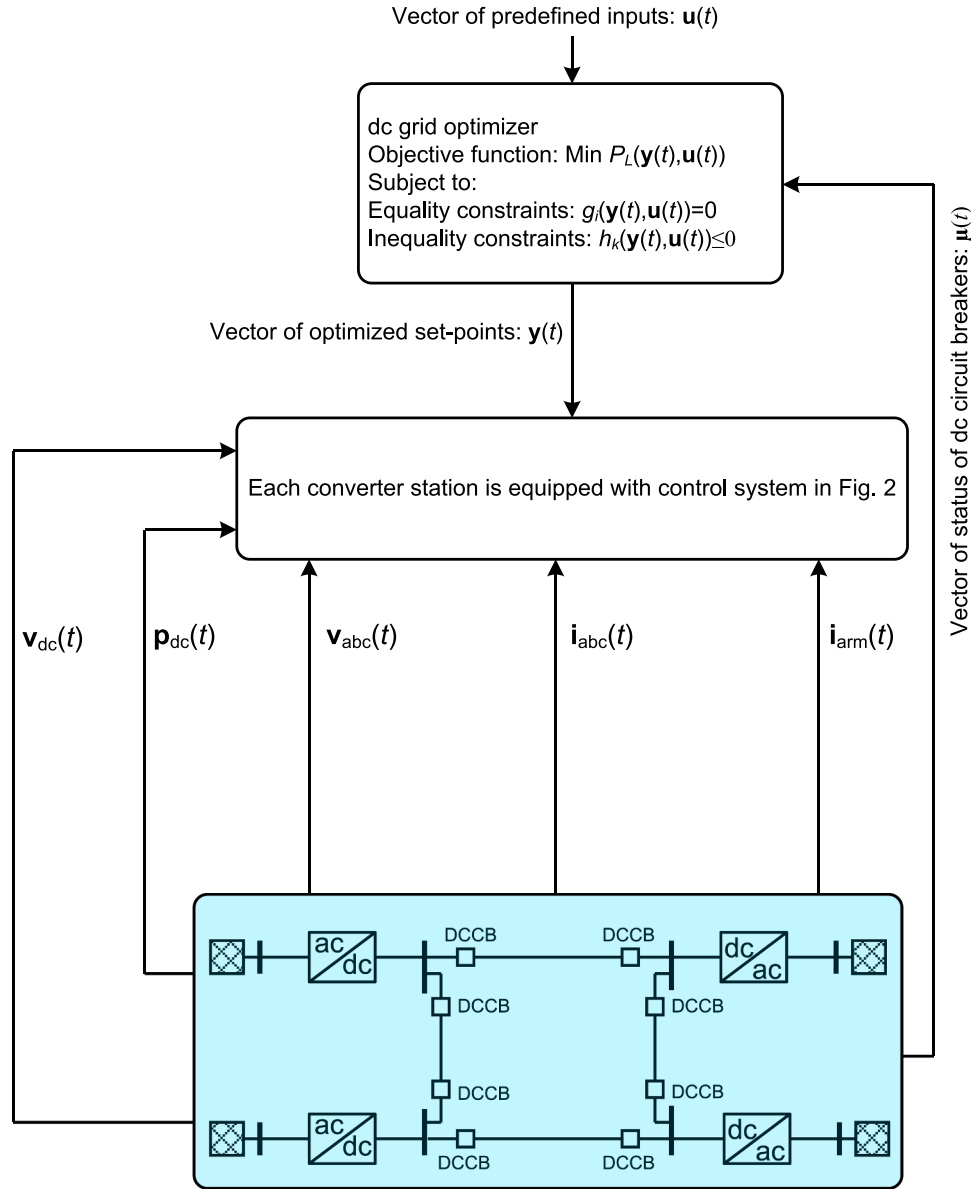 Vector of predefined inputs: u(t)
dc grid optimizer
Objective function: Min P_L(y(t),u(t))
Subject to:
Equality constraints: g_i(y(t),u(t))=0
Inequality constraints: h_k(y(t),u(t))≤0
Vector of status of dc circuit breakers: μ(t)
Vector of optimized set-points: y(t)
Each converter station is equipped with control system in Fig. 2
v_dc(t)
p_dc(t)
v_abc(t)
i_abc(t)
i_arm(t)
ac
dc
DCCB
DCCB
dc
ac
DCCB
DCCB
DCCB
DCCB
ac
dc
DCCB
DCCB
dc
ac